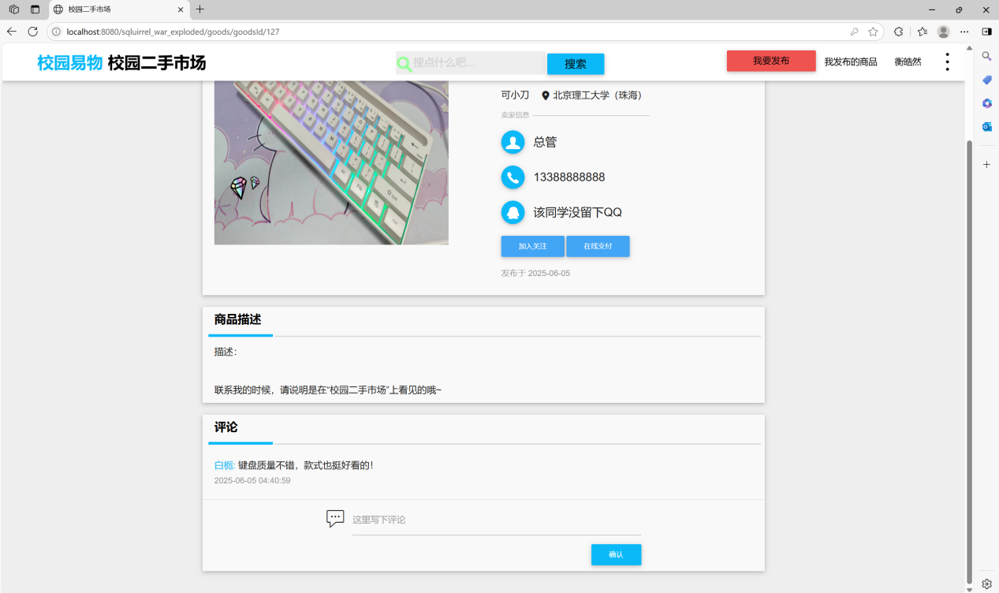 校园二手市场
localhost:8080/sqluirrel_war_exploded/goods/goodsId/127
校园易物 校园二手市场
搜点什么吧...
搜索
我要发布
我发布的商品
衡皓然
可小刀
北京理工大学（珠海）
卖家信息
总管
13388888888
该同学没留下QQ
加入关注
在线支付
发布于 2025-06-05
商品描述
描述:
联系我的时候，请说明是在“校园二手市场”上看见的哦~
评论
白栀: 键盘质量不错，款式也挺好看的！
2025-06-05 04:40:59
这里写下评论
确认